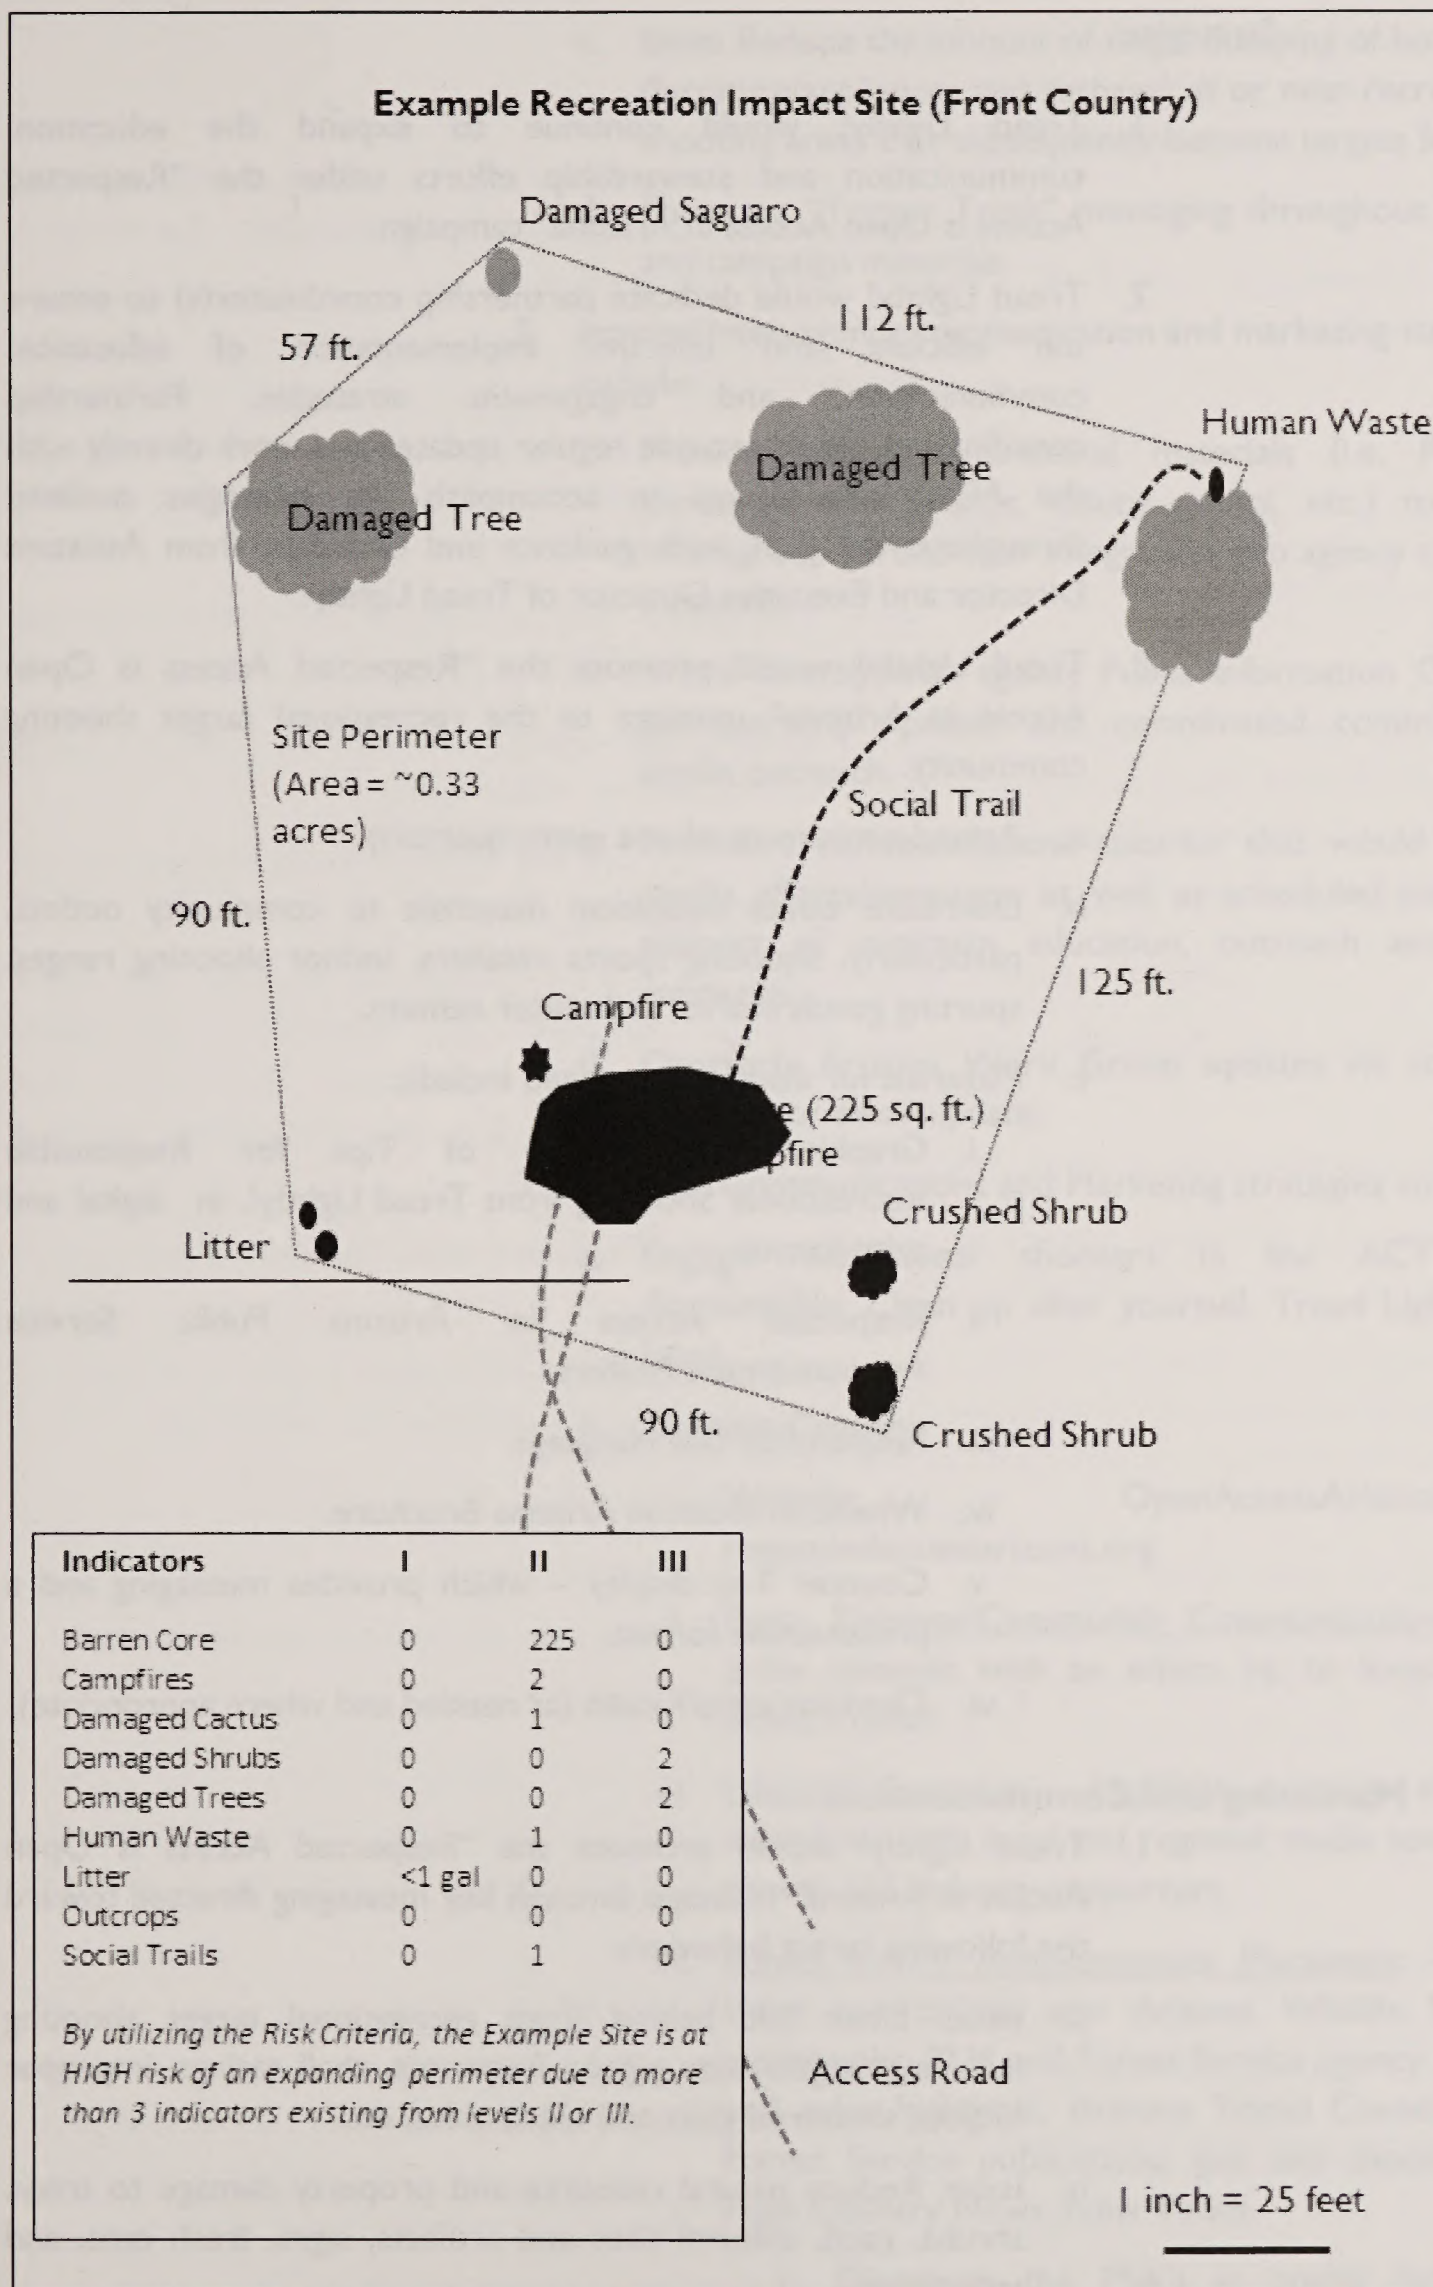 Example Recreation Impact Site (Front Country)
Damaged Saguaro
57 ft.
112 ft.
Human Waste
Damaged Tree
Damaged Tree
Site Perimeter
(Area = ~0.33
acres)
Social Trail
90 ft.
125 ft.
Campfire
(225 sq. ft.)
Crushed Shrub
Litter
90 ft.
Crushed Shrub
Indicators I II III
Barren Core 0 225 0
Campfires 0 2 0
Damaged Cactus 0 1 0
Damaged Shrubs 0 0 2
Damaged Trees 0 0 2
Human Waste 0 1 0
Litter <1 gal 0 0
Outcrops 0 0 0
Social Trails 0 1 0
By utilizing the Risk Criteria, the Example Site is at
HIGH risk of an expanding perimeter due to more
than 3 indicators existing from levels II or III.
Access Road
1 inch = 25 feet